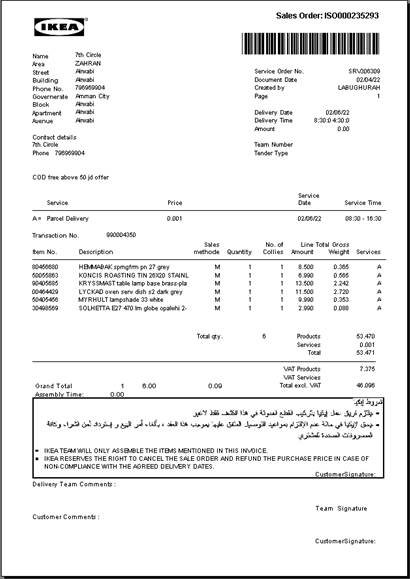 Sales Order: ISO000235293
IKEA
Name 7th Circle
Area ZAHRAN
Street Alnwabi
Building Alnwabi
Phone No. 796969904
Governerate Amman City
Block Alnwabi
Apartment Alnwabi
Avenue Alnwabi
Service Order No. SRV006309
Document Date 02/04/22
Created by LABUGHURAH
Page 1
Delivery Date 02/06/22
Delivery Time 8:30:0 4:30:0
Amount 0.00
Contact details
7th Circle
Phone 796969904
Team Number
Tender Type
COD free above 50 jd offer
Service Price Service Date Service Time
A = Parcel Delivery 0.001 02/06/22 08:30 - 16:30
Transaction No. 990004350
Item No. Description Sales methode Quantity No. of Collies Line Total Amount Gross Weight Services
80466680 HEMMABAK spmgfrm pn 27 grey M 1 1 8.500 0.365 A
50055863 KONCIS ROASTING TIN 26X20 STAINL M 1 1 6.990 0.565 A
90405685 KRYSSMAST table lamp base brass-pla M 1 1 13.500 2.242 A
00464429 LYCKAD oven serv dish s2 dark grey M 1 1 11.500 2.720 A
50405456 MYRHULT lampshade 33 white M 1 1 9.990 0.353 A
30498569 SOLHETTA E27 470 lm globe opalehi 2- M 1 1 2.990 0.088 A
Total qty. 6 Products 53.470
Services 0.001
Total 53.471
VAT Products 7.375
VAT Services
Grand Total 1 6.00 0.09 Total excl. VAT 46.096
Assembly Time: 0.00
شروط إيكيا:
يلتزم فريق عمل إيكيا بتركيب القطع المدونة في هذا الكشف فقط لاغير
يحق لإيكيا في حالة عدم الإلتزام بمواعيد التوصيل المتفق عليها بموجب هذا العقد ، بإلغاء أمر البيع و إسترداد ثمن الشراء وكافة
المسحوبات المسددة للمشتري
IKEA TEAM WILL ONLY ASSEMBLE THE ITEMS MENTIONED IN THIS INVOICE.
IKEA RESERVES THE RIGHT TO CANCEL THE SALE ORDER AND REFUND THE PURCHASE PRICE IN CASE OF
NON-COMPLIANCE WITH THE AGREED DELIVERY DATES.
CustomerSignature:
Delivery Team Comments :
Team Signature
Customer Comments :
CustomerSignature: